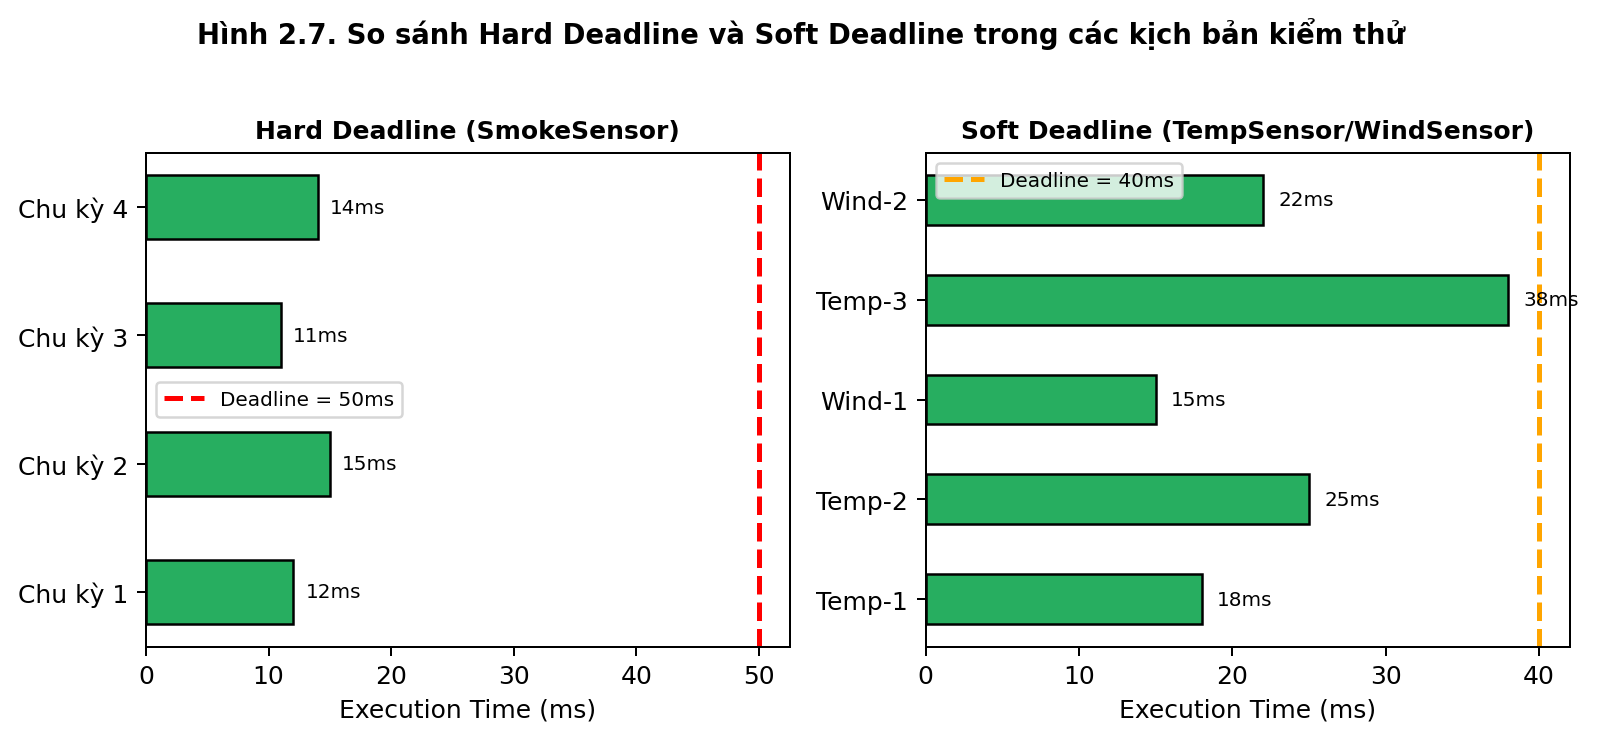 Hình 2.7. So sánh Hard Deadline và Soft Deadline trong các kịch bản kiểm thử
Hard Deadline (SmokeSensor)
Chu kỳ 4
14ms
Chu kỳ 3
11ms
Deadline = 50ms
Chu kỳ 2
15ms
Chu kỳ 1
12ms
0 10 20 30 40 50
Execution Time (ms)
Soft Deadline (TempSensor/WindSensor)
Deadline = 40ms
Wind-2
22ms
Temp-3
38ms
Wind-1
15ms
Temp-2
25ms
Temp-1
18ms
0 10 20 30 40
Execution Time (ms)